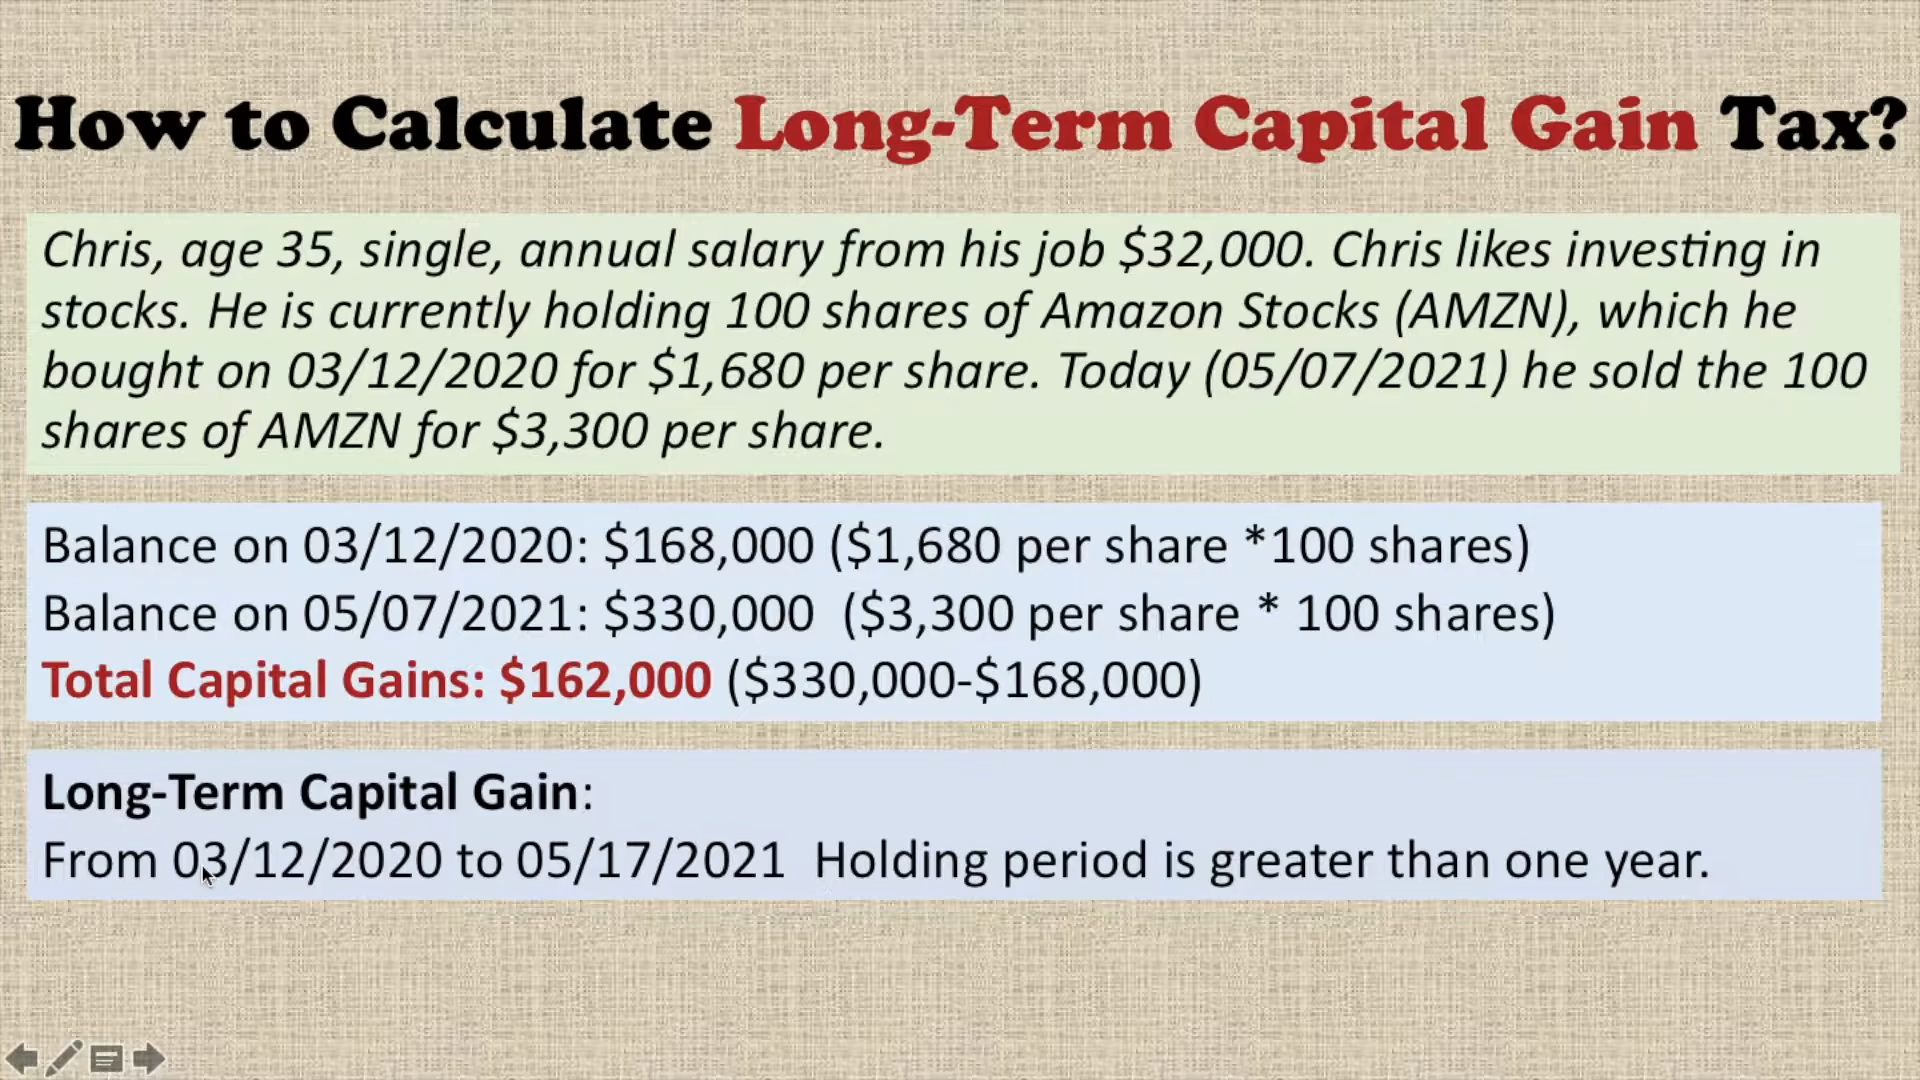 How to Calculate Long-Term Capital Gain Tax?
Chris, age 35, single, annual salary from his job $32,000. Chris likes investing in
stocks. He is currently holding 100 shares of Amazon Stocks (AMZN), which he
bought on 03/12/2020 for $1,680 per share. Today (05/07/2021) he sold the 100
shares of AMZN for $3,300 per share.
Balance on 03/12/2020: $168,000 ($1,680 per share *100 shares)
Balance on 05/07/2021: $330,000  ($3,300 per share * 100 shares)
Total Capital Gains: $162,000 ($330,000-$168,000)
Long-Term Capital Gain:
From 03/12/2020 to 05/17/2021  Holding period is greater than one year.